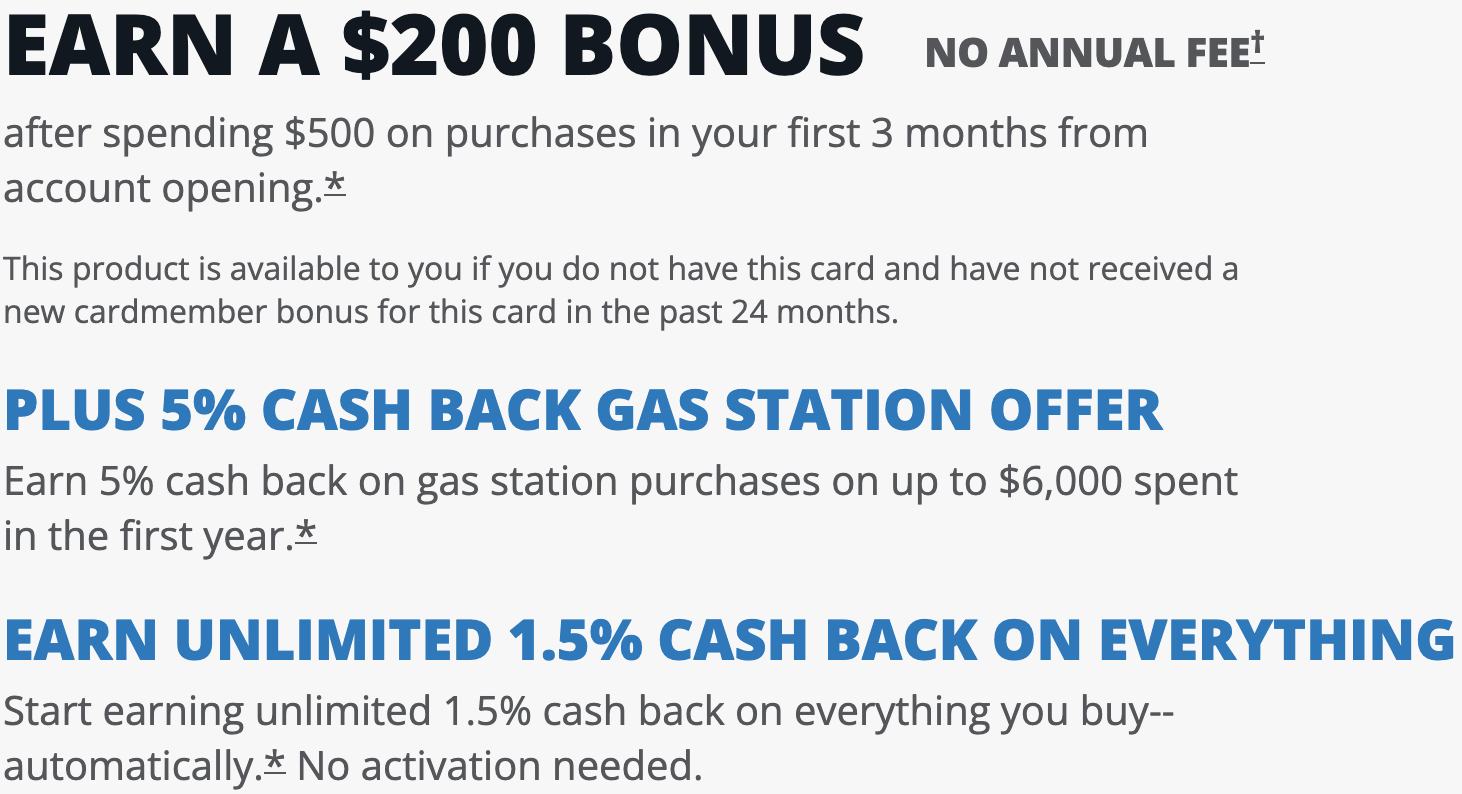 EARN A $200 BONUS NO ANNUAL FEE†
after spending $500 on purchases in your first 3 months from
account opening.*
This product is available to you if you do not have this card and have not received a
new cardmember bonus for this card in the past 24 months.
PLUS 5% CASH BACK GAS STATION OFFER
Earn 5% cash back on gas station purchases on up to $6,000 spent
in the first year.*
EARN UNLIMITED 1.5% CASH BACK ON EVERYTHING
Start earning unlimited 1.5% cash back on everything you buy--
automatically.* No activation needed.